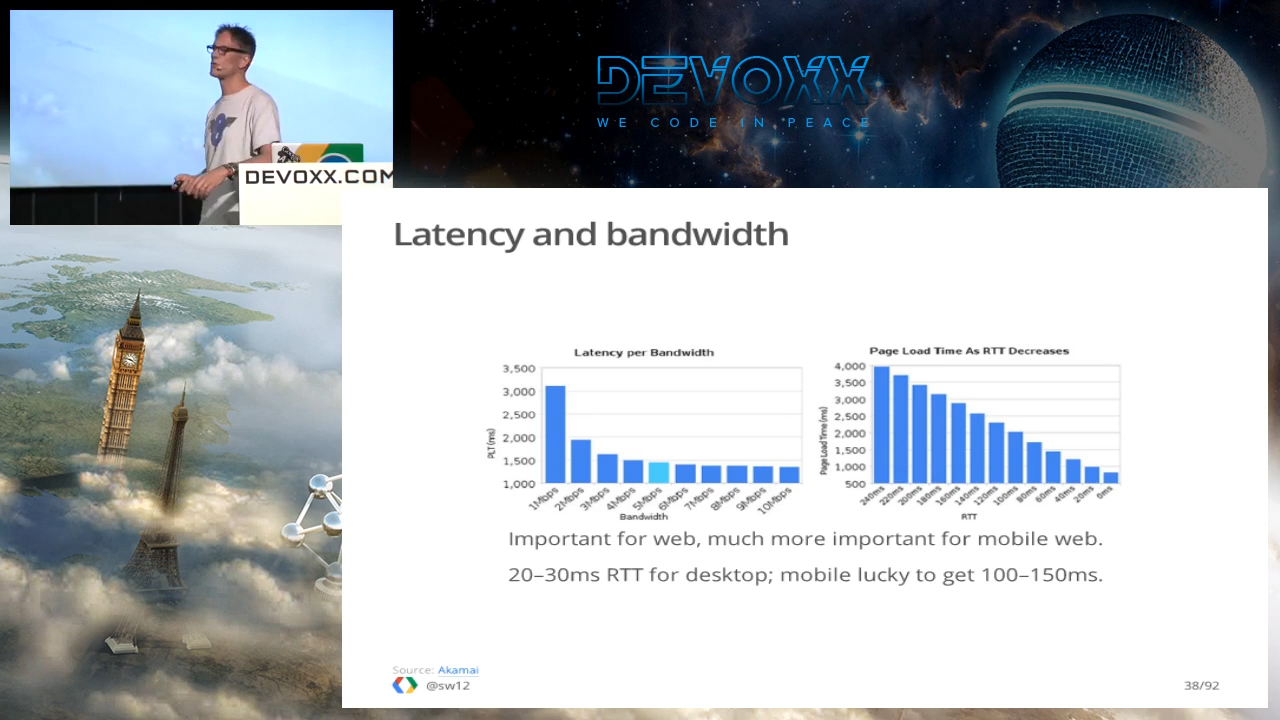 DEVOXX
WE CODE IN PEACE
DEVOXX.COM
Latency and bandwidth
Latency per Bandwidth
PLT (ms)
3,500
3,000
2,500
2,000
1,500
1,000
1Mbps 2Mbps 3Mbps 4Mbps 5Mbps 6Mbps 7Mbps 8Mbps 9Mbps 10Mbps
Bandwidth
Page Load Time As RTT Decreases
Page Load Time (ms)
4,000
3,500
3,000
2,500
2,000
1,500
1,000
500
240ms 220ms 200ms 180ms 160ms 140ms 120ms 100ms 80ms 60ms 40ms 20ms 0ms
RTT
Important for web, much more important for mobile web.
20–30ms RTT for desktop; mobile lucky to get 100–150ms.
Source: Akamai
@sw12
38/92